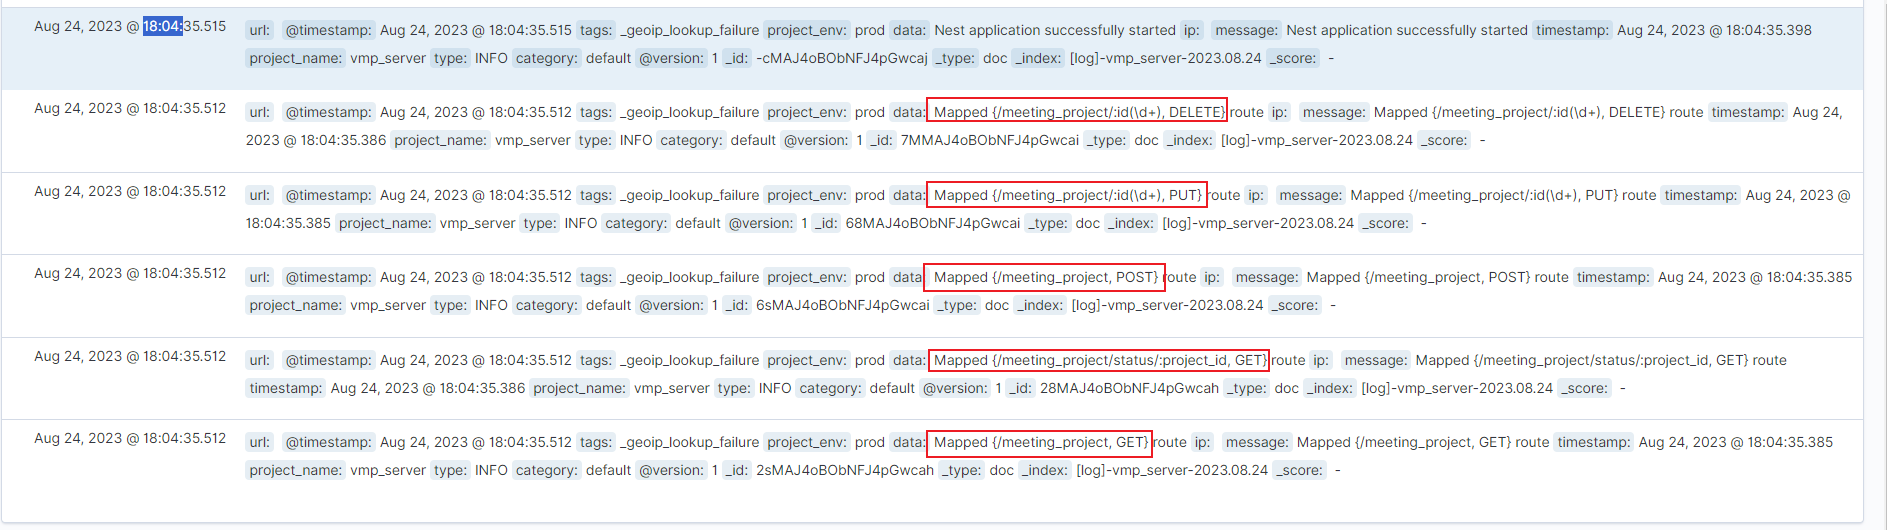 Aug 24, 2023 @ 18:04:35.515 url: @timestamp: Aug 24, 2023 @ 18:04:35.515 tags: _geoip_lookup_failure project_env: prod data: Nest application successfully started ip: message: Nest application successfully started timestamp: Aug 24, 2023 @ 18:04:35.398
project_name: vmp_server type: INFO category: default @version: 1 _id: -cMAJ4oBObNFJ4pGwcaj _type: doc _index: [log]-vmp_server-2023.08.24 _score: -
Aug 24, 2023 @ 18:04:35.512 url: @timestamp: Aug 24, 2023 @ 18:04:35.512 tags: _geoip_lookup_failure project_env: prod data: Mapped {/meeting_project/:id(\d+), DELETE} route ip: message: Mapped {/meeting_project/:id(\d+), DELETE} route timestamp: Aug 24,
2023 @ 18:04:35.386 project_name: vmp_server type: INFO category: default @version: 1 _id: 7MMAJ4oBObNFJ4pGwcai _type: doc _index: [log]-vmp_server-2023.08.24 _score: -
Aug 24, 2023 @ 18:04:35.512 url: @timestamp: Aug 24, 2023 @ 18:04:35.512 tags: _geoip_lookup_failure project_env: prod data: Mapped {/meeting_project/:id(\d+), PUT} route ip: message: Mapped {/meeting_project/:id(\d+), PUT} route timestamp: Aug 24, 2023 @
18:04:35.385 project_name: vmp_server type: INFO category: default @version: 1 _id: 68MAJ4oBObNFJ4pGwcai _type: doc _index: [log]-vmp_server-2023.08.24 _score: -
Aug 24, 2023 @ 18:04:35.512 url: @timestamp: Aug 24, 2023 @ 18:04:35.512 tags: _geoip_lookup_failure project_env: prod data: Mapped {/meeting_project, POST} route ip: message: Mapped {/meeting_project, POST} route timestamp: Aug 24, 2023 @ 18:04:35.385
project_name: vmp_server type: INFO category: default @version: 1 _id: 6sMAJ4oBObNFJ4pGwcai _type: doc _index: [log]-vmp_server-2023.08.24 _score: -
Aug 24, 2023 @ 18:04:35.512 url: @timestamp: Aug 24, 2023 @ 18:04:35.512 tags: _geoip_lookup_failure project_env: prod data: Mapped {/meeting_project/status/:project_id, GET} route ip: message: Mapped {/meeting_project/status/:project_id, GET} route
timestamp: Aug 24, 2023 @ 18:04:35.386 project_name: vmp_server type: INFO category: default @version: 1 _id: 28MAJ4oBObNFJ4pGwcah _type: doc _index: [log]-vmp_server-2023.08.24 _score: -
Aug 24, 2023 @ 18:04:35.512 url: @timestamp: Aug 24, 2023 @ 18:04:35.512 tags: _geoip_lookup_failure project_env: prod data: Mapped {/meeting_project, GET} route ip: message: Mapped {/meeting_project, GET} route timestamp: Aug 24, 2023 @ 18:04:35.385
project_name: vmp_server type: INFO category: default @version: 1 _id: 2sMAJ4oBObNFJ4pGwcah _type: doc _index: [log]-vmp_server-2023.08.24 _score: -